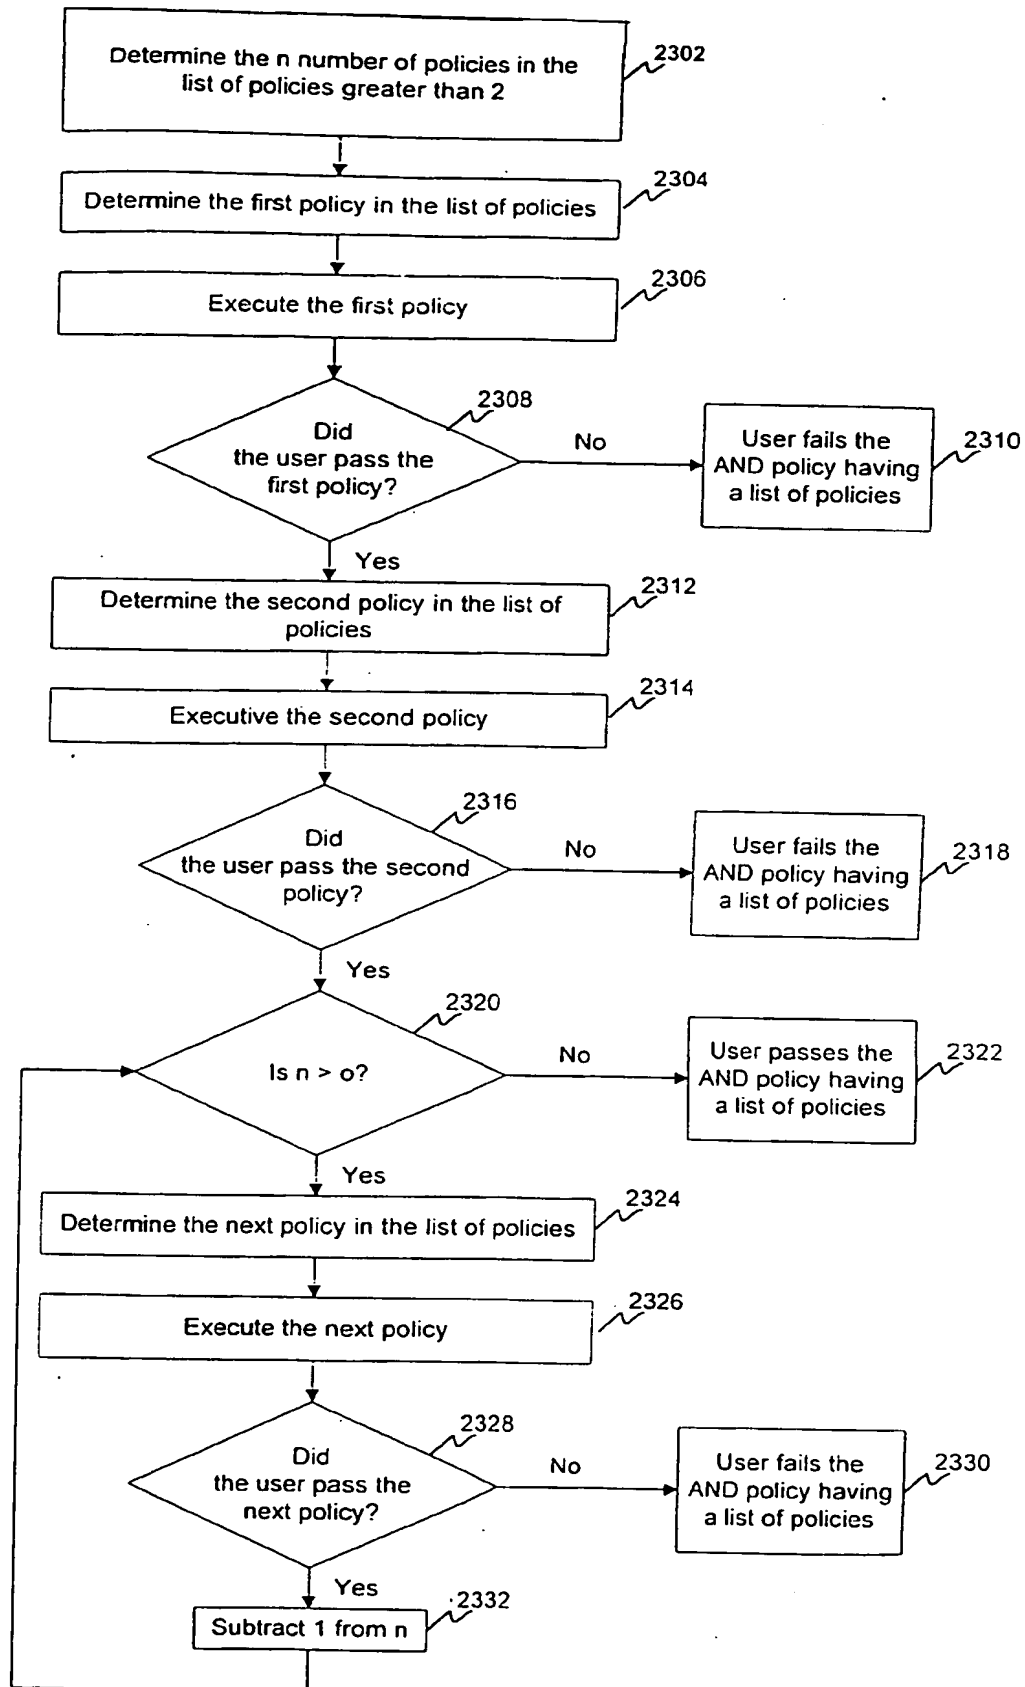 Determine the n number of policies in the
list of policies greater than 2
2302
Determine the first policy in the list of policies
2304
Execute the first policy
2306
Did
the user pass the
first policy?
2308
No
User fails the
AND policy having
a list of policies
2310
Yes
Determine the second policy in the list of
policies
2312
Executive the second policy
2314
Did
the user pass the second
policy?
2316
No
User fails the
AND policy having
a list of policies
2318
Yes
Is n > o?
2320
No
User passes the
AND policy having
a list of policies
2322
Yes
Determine the next policy in the list of policies
2324
Execute the next policy
2326
Did
the user pass the
next policy?
2328
No
User fails the
AND policy having
a list of policies
2330
Yes
Subtract 1 from n
2332